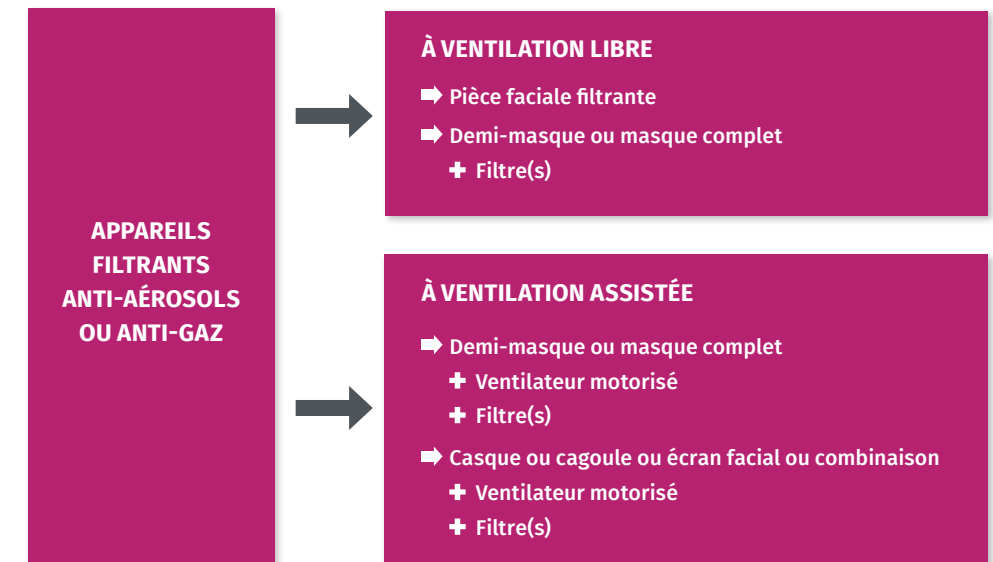 APPAREILS
FILTRANTS
ANTI-AÉROSOLS
OU ANTI-GAZ
À VENTILATION LIBRE
Pièce faciale filtrante
Demi-masque ou masque complet
Filtre(s)
À VENTILATION ASSISTÉE
Demi-masque ou masque complet
Ventilateur motorisé
Filtre(s)
Casque ou cagoule ou écran facial ou combinaison
Ventilateur motorisé
Filtre(s)